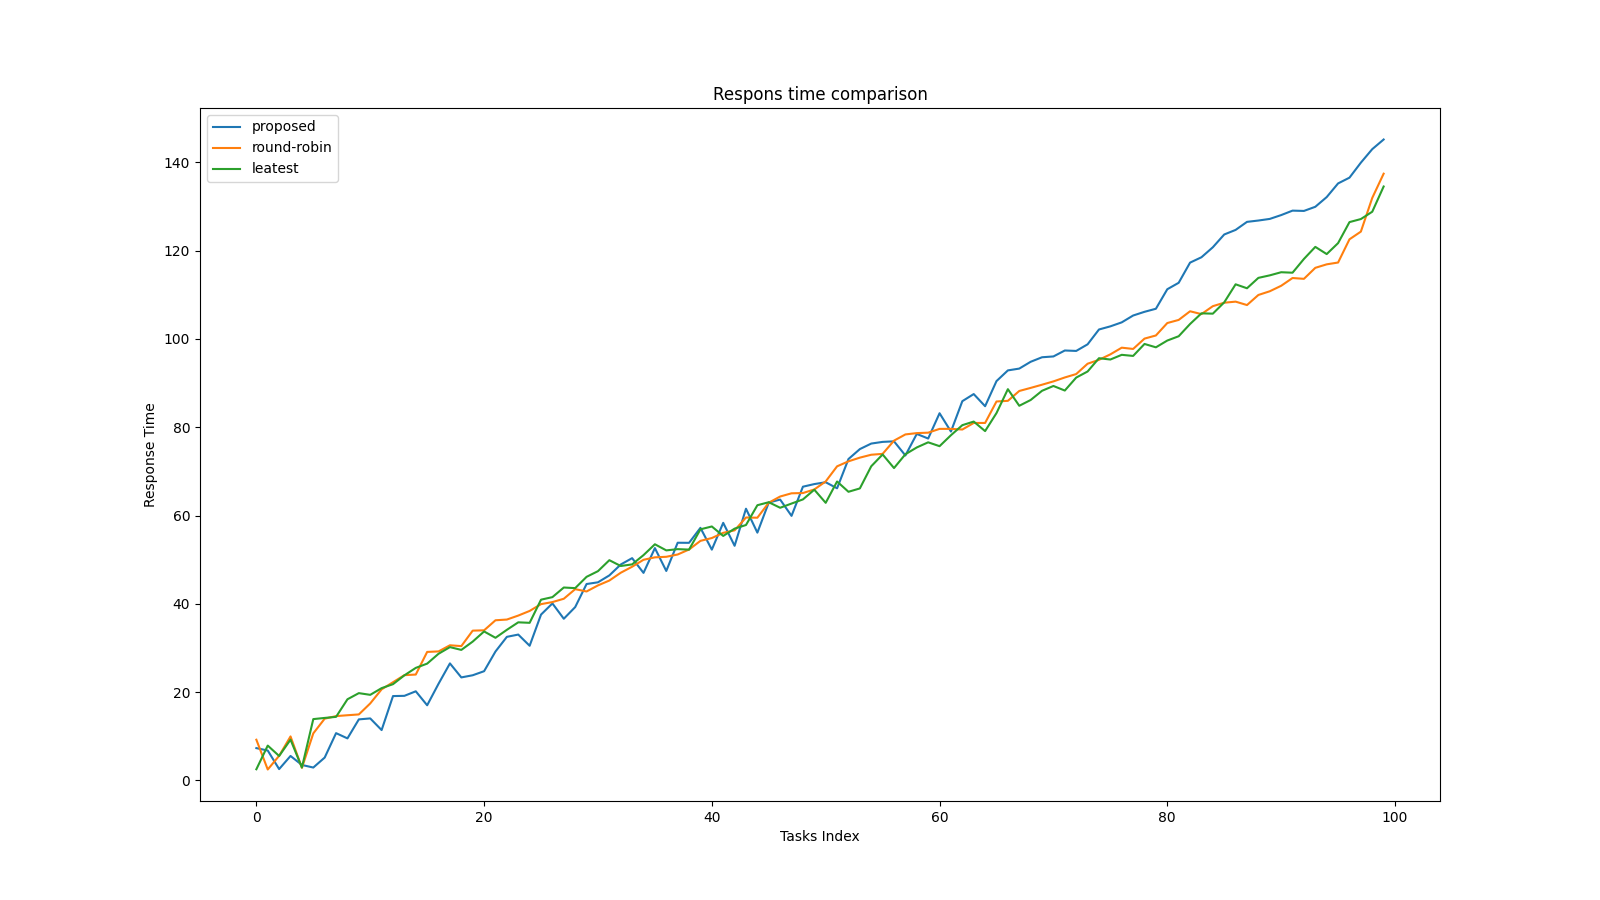 Respons time comparison
proposed
round-robin
leatest
140
120
100
80
60
40
20
0
Response Time
0 20 40 60 80 100
Tasks Index